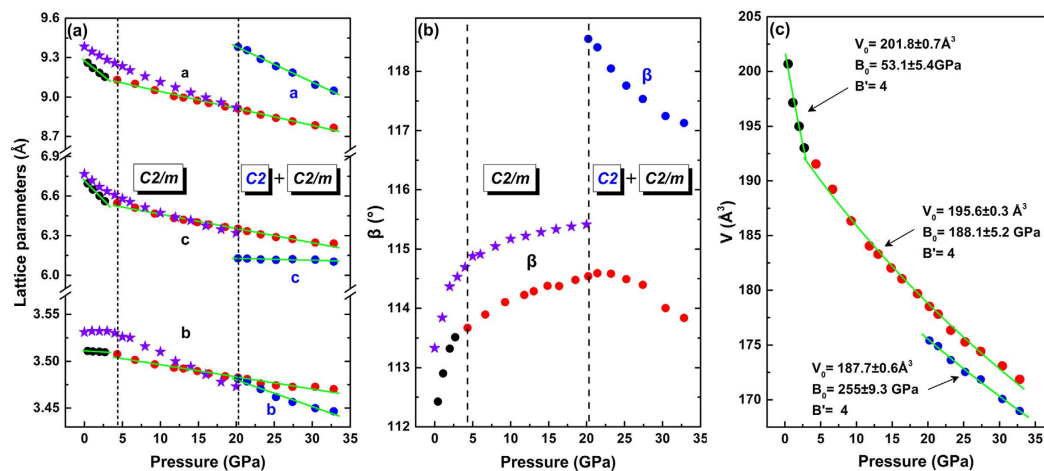 (a)
Lattice parameters (Å)
9.6
9.3
9.0
8.7
6.9
6.6
6.3
6.0
3.55
3.50
3.45
a
a
C2/m
C2 + C2/m
c
c
b
b
0 5 10 15 20 25 30 35
Pressure (GPa)
(b)
β (°)
118
117
116
115
114
113
112
β
C2/m
C2 + C2/m
β
0 5 10 15 20 25 30 35
Pressure (GPa)
(c)
V (Å³)
205
200
195
190
185
180
175
170
V₀= 201.8±0.7Å³
B₀= 53.1±5.4GPa
B'= 4
V₀= 195.6±0.3 Å³
B₀= 188.1±5.2 GPa
B'= 4
V₀= 187.7±0.6Å³
B₀= 255±9.3 GPa
B'= 4
0 5 10 15 20 25 30 35
Pressure (GPa)